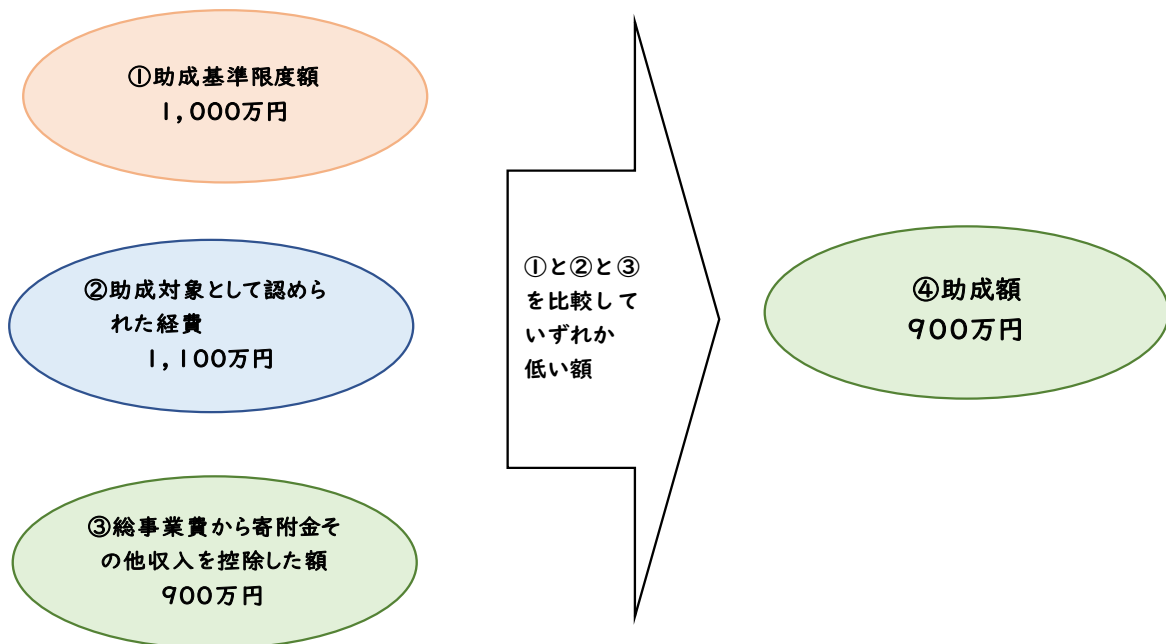 ①助成基準限度額
1,000万円
②助成対象として認めら
れた経費
1,100万円
③総事業費から寄附金そ
の他収入を控除した額
900万円
①と②と③
を比較して
いずれか
低い額
④助成額
900万円